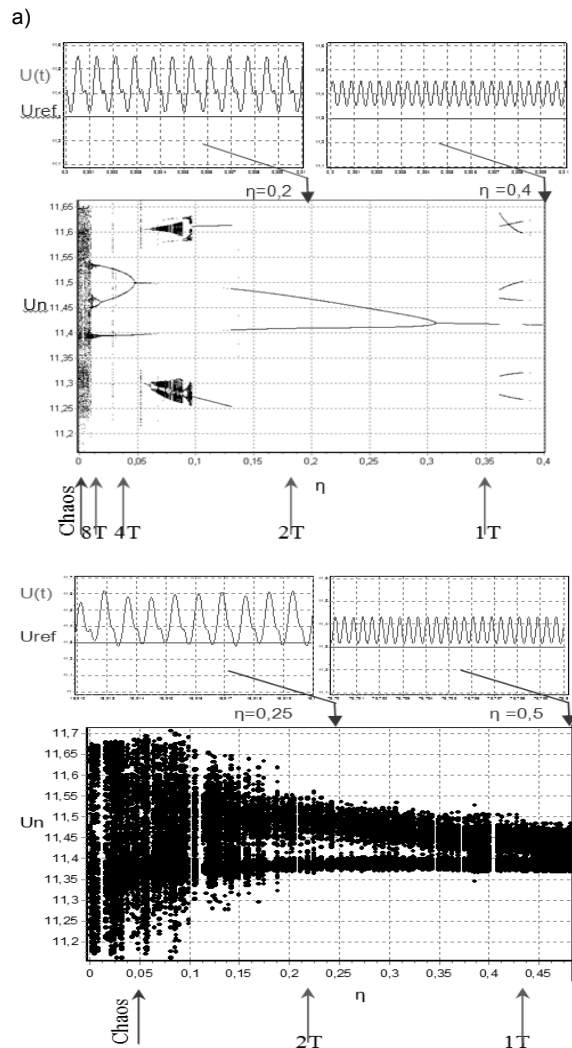 a)
U(t)
Uref
η=0,2
η =0,4
11,65
11,6
11,55
11,5
Un
11,45
11,4
11,35
11,3
11,25
11,2
0 0,05 0,1 0,15 0,2 0,25 0,3 0,35 0,4
η
Chaos
8T 4T 2T 1T
U(t)
Uref
η=0,25
η =0,5
11,7
11,65
11,6
11,55
Un
11,5
11,45
11,4
11,35
11,3
11,25
11,2
0 0,05 0,1 0,15 0,2 0,25 0,3 0,35 0,4 0,45
η
Chaos
2T 1T